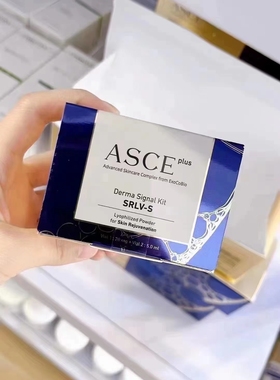 ASCE plus
Advanced Skincare Complex from ExoCoBio
Derma Signal Kit
SRLV-S
Lyophilized Powder
for Skin Rejuvenation